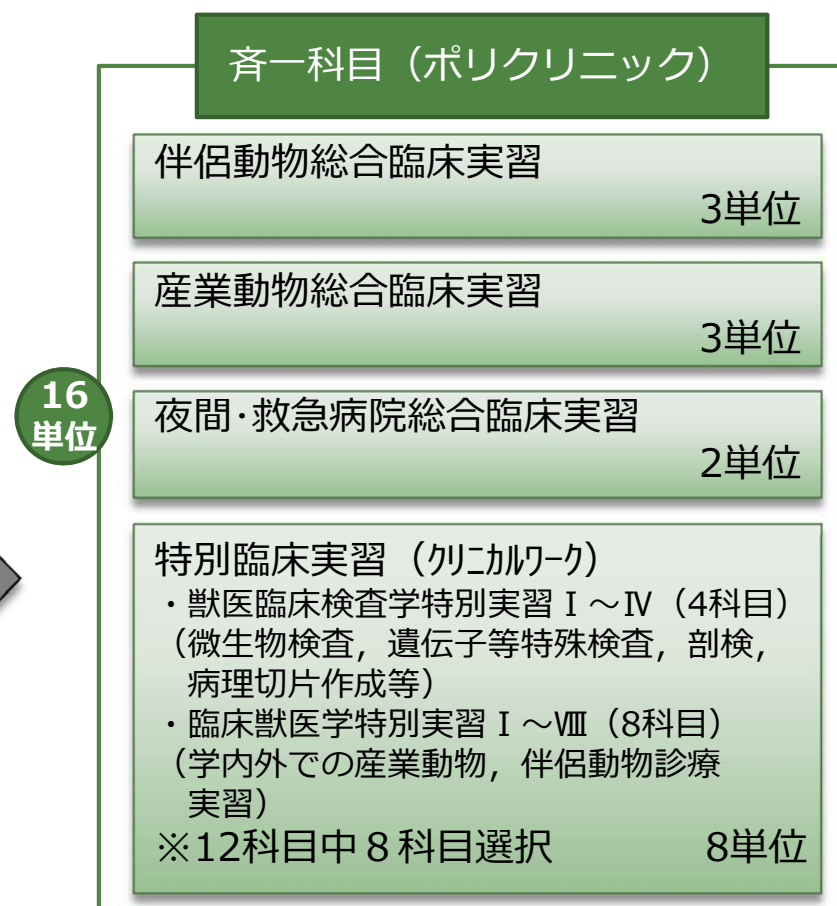 斉一科目（ポリクリニック）
伴侶動物総合臨床実習
3単位
産業動物総合臨床実習
3単位
16
単位
夜間･救急病院総合臨床実習
2単位
特別臨床実習（ｸﾘﾆｶﾙﾜｰｸ）
・獣医臨床検査学特別実習Ⅰ～Ⅳ（4科目）
（微生物検査，遺伝子等特殊検査，剖検，
病理切片作成等）
・臨床獣医学特別実習Ⅰ～Ⅷ（8科目）
（学内外での産業動物，伴侶動物診療
実習）
※12科目中８科目選択 8単位